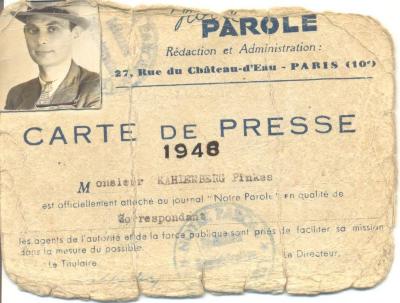 PAROLE
Rédaction et Administration :
27, Rue du Château-d'Eau - PARIS (10e)
CARTE DE PRESSE
1948
Monsieur KAHLENBERG Pinkas
est officiellement attaché au journal "Notre Parole" en qualité de
Correspondant
les agents de l'autorité et de la force publique sont priés de faciliter sa mission
dans la mesure du possible.
Le Titulaire, Le Directeur,